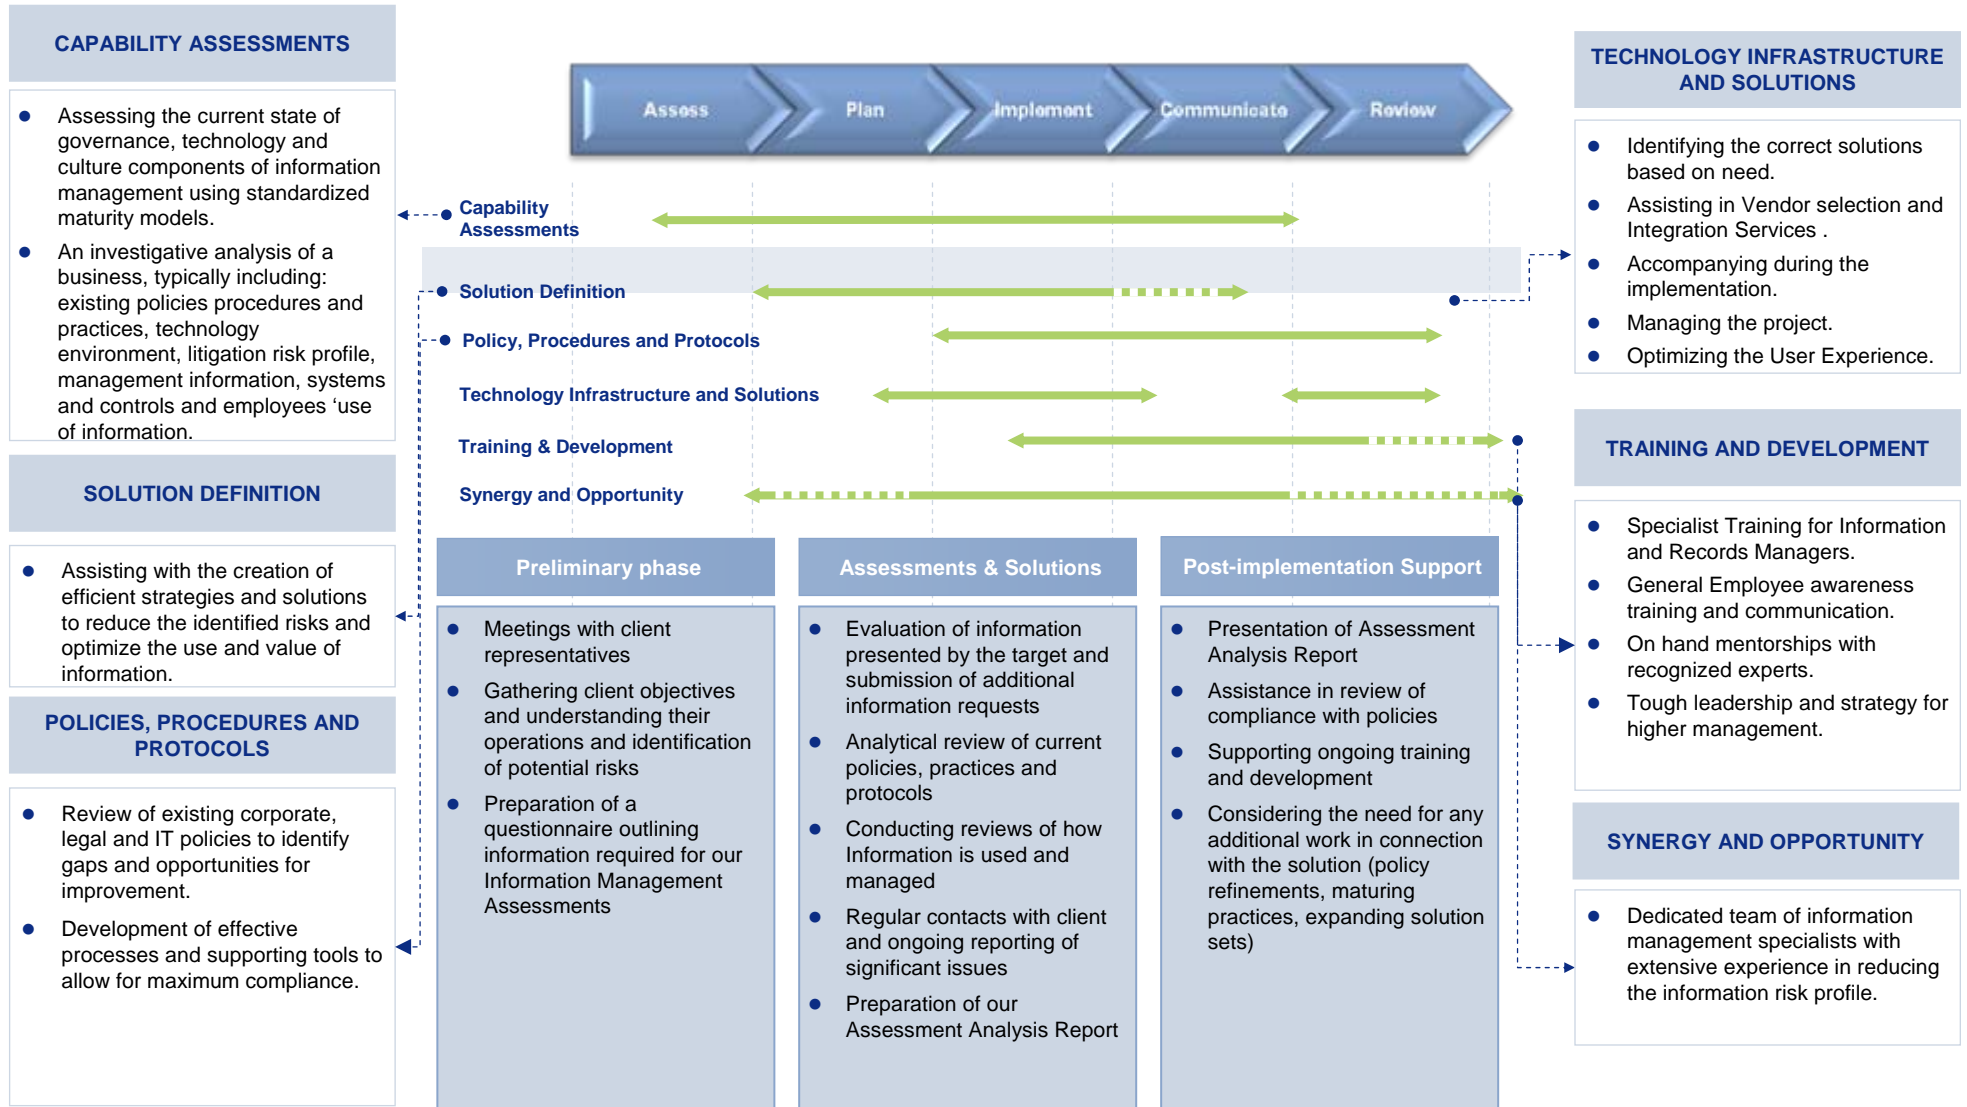 CAPABILITY ASSESSMENTS
Assessing the current state of
governance, technology and
culture components of information
management using standardized
maturity models.
An investigative analysis of a
business, typically including:
existing policies procedures and
practices, technology
environment, litigation risk profile,
management information, systems
and controls and employees ‘use
of information.
SOLUTION DEFINITION
Assisting with the creation of
efficient strategies and solutions
to reduce the identified risks and
optimize the use and value of
information.
POLICIES, PROCEDURES AND
PROTOCOLS
Review of existing corporate,
legal and IT policies to identify
gaps and opportunities for
improvement.
Development of effective
processes and supporting tools to
allow for maximum compliance.
Assess Plan Implement Communicate Review
Capability
Assessments
Solution Definition
Policy, Procedures and Protocols
Technology Infrastructure and Solutions
Training & Development
Synergy and Opportunity
Preliminary phase
Meetings with client
representatives
Gathering client objectives
and understanding their
operations and identification
of potential risks
Preparation of a
questionnaire outlining
information required for our
Information Management
Assessments
Assessments & Solutions
Evaluation of information
presented by the target and
submission of additional
information requests
Analytical review of current
policies, practices and
protocols
Conducting reviews of how
Information is used and
managed
Regular contacts with client
and ongoing reporting of
significant issues
Preparation of our
Assessment Analysis Report
Post-implementation Support
Presentation of Assessment
Analysis Report
Assistance in review of
compliance with policies
Supporting ongoing training
and development
Considering the need for any
additional work in connection
with the solution (policy
refinements, maturing
practices, expanding solution
sets)
TECHNOLOGY INFRASTRUCTURE
AND SOLUTIONS
Identifying the correct solutions
based on need.
Assisting in Vendor selection and
Integration Services .
Accompanying during the
implementation.
Managing the project.
Optimizing the User Experience.
TRAINING AND DEVELOPMENT
Specialist Training for Information
and Records Managers.
General Employee awareness
training and communication.
On hand mentorships with
recognized experts.
Tough leadership and strategy for
higher management.
SYNERGY AND OPPORTUNITY
Dedicated team of information
management specialists with
extensive experience in reducing
the information risk profile.